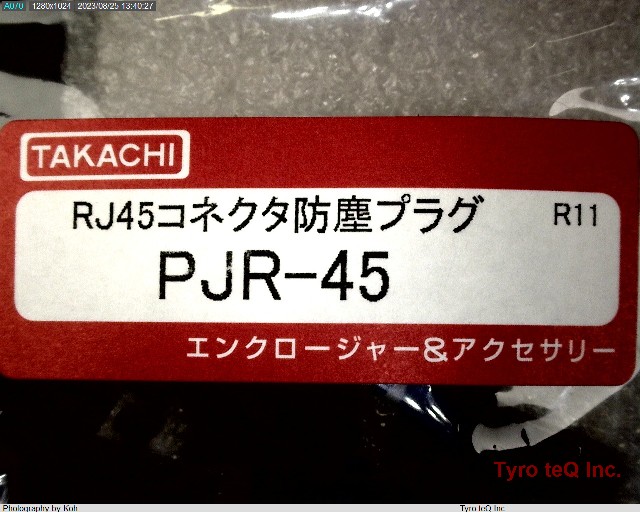 A070 1280x1024 2023/08/25 13:40:27
TAKACHI
RJ45コネクタ防塵プラグ R11
PJR-45
エンクロージャー&アクセサリー
Tyro teQ Inc.
Photography by Koh Tyro teQ Inc